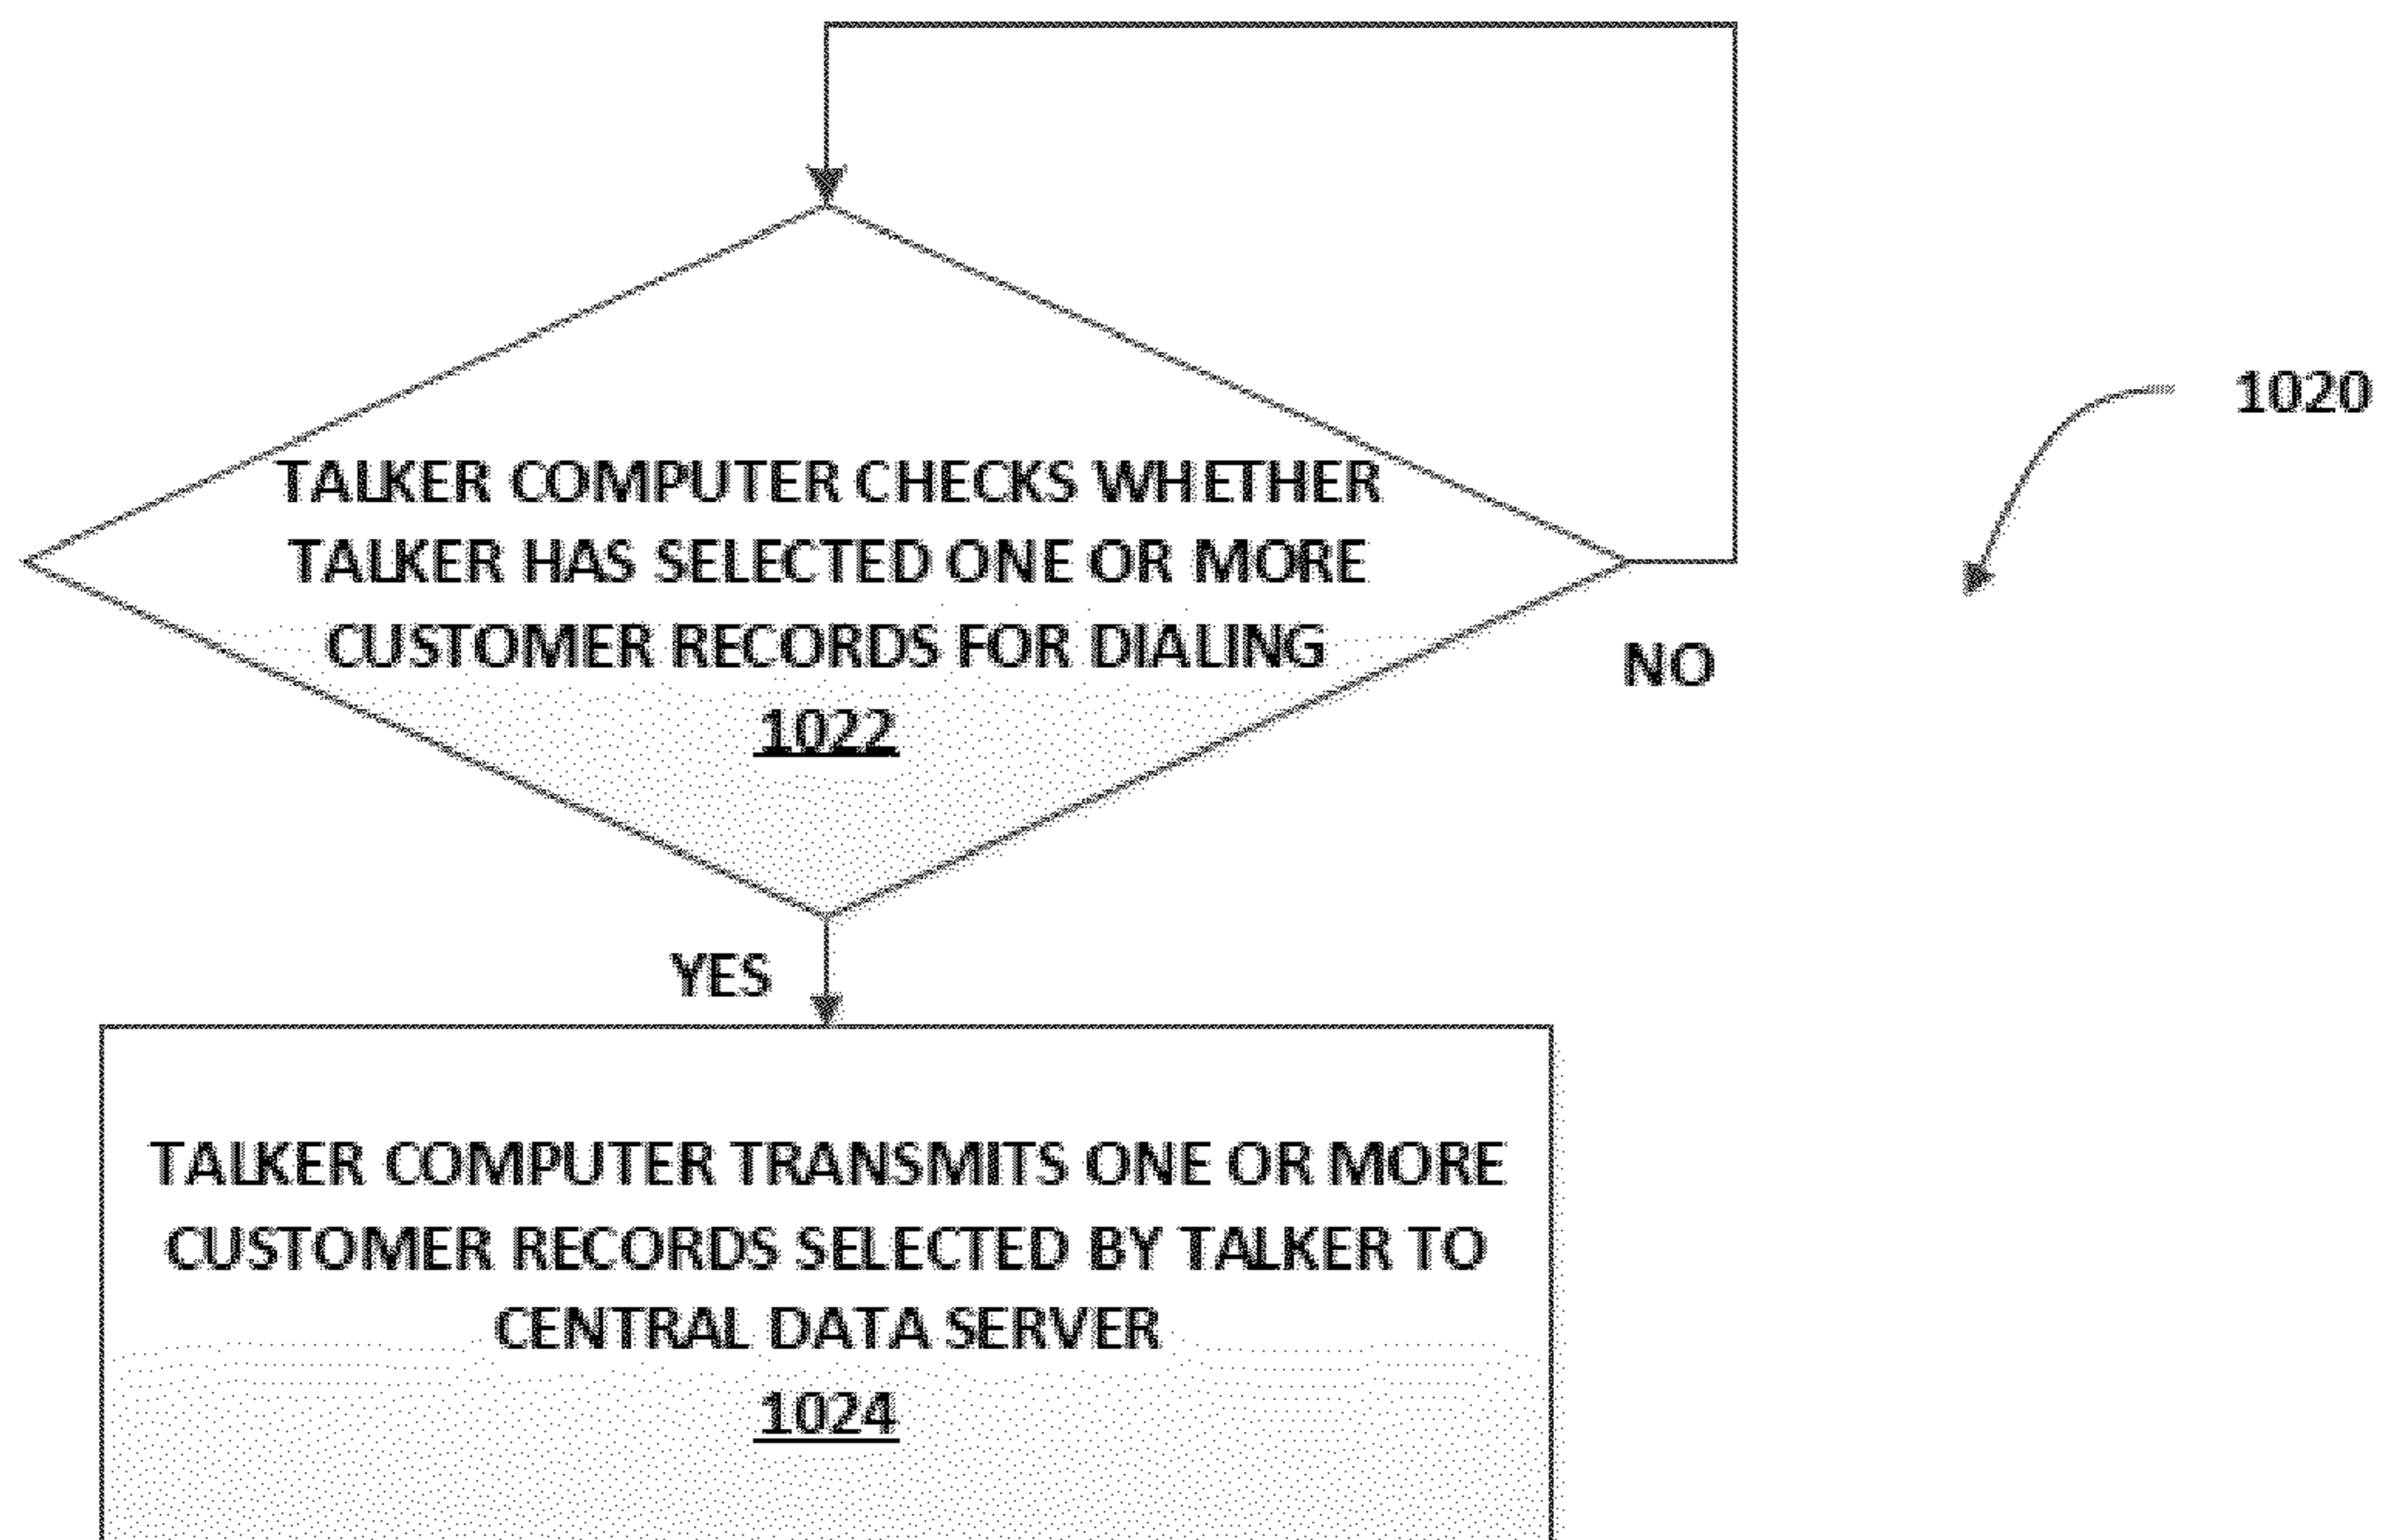 1020
TALKER COMPUTER CHECKS WHETHER
TALKER HAS SELECTED ONE OR MORE
CUSTOMER RECORDS FOR DIALING
1022
NO
YES
TALKER COMPUTER TRANSMITS ONE OR MORE
CUSTOMER RECORDS SELECTED BY TALKER TO
CENTRAL DATA SERVER
1024